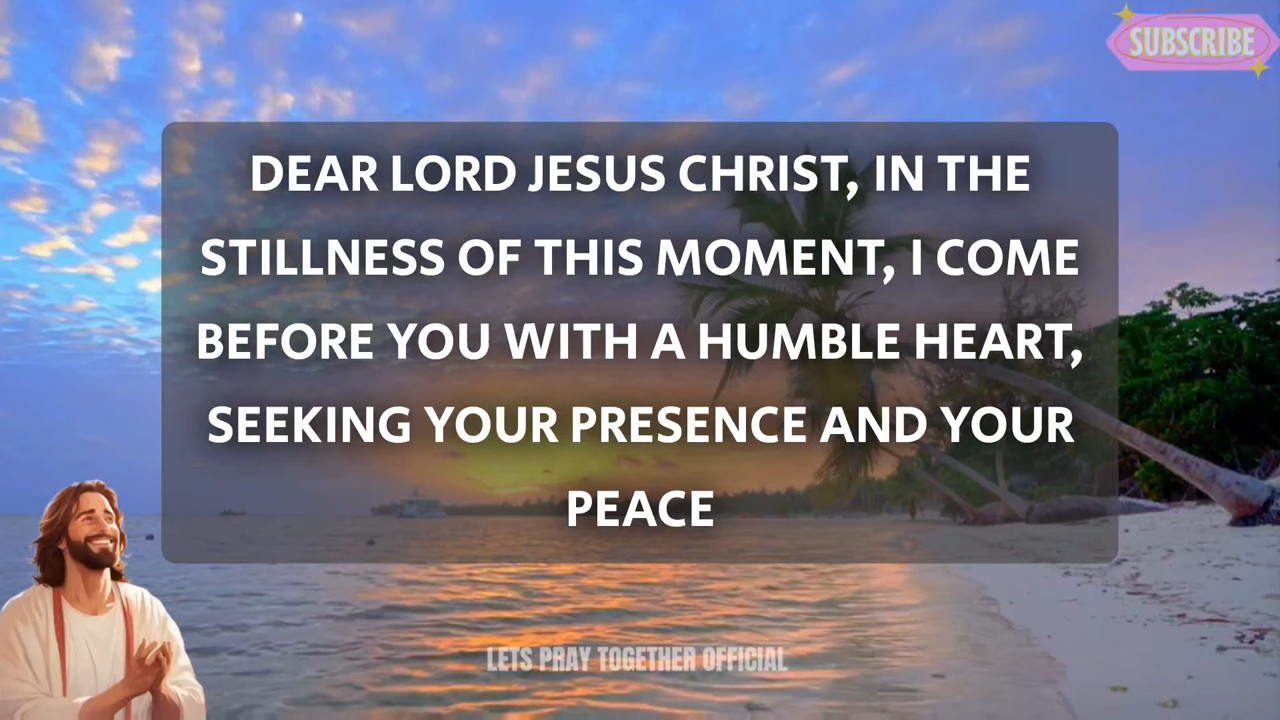 SUBSCRIBE
DEAR LORD JESUS CHRIST, IN THE
STILLNESS OF THIS MOMENT, I COME
BEFORE YOU WITH A HUMBLE HEART,
SEEKING YOUR PRESENCE AND YOUR
PEACE
LETS PRAY TOGETHER OFFICIAL